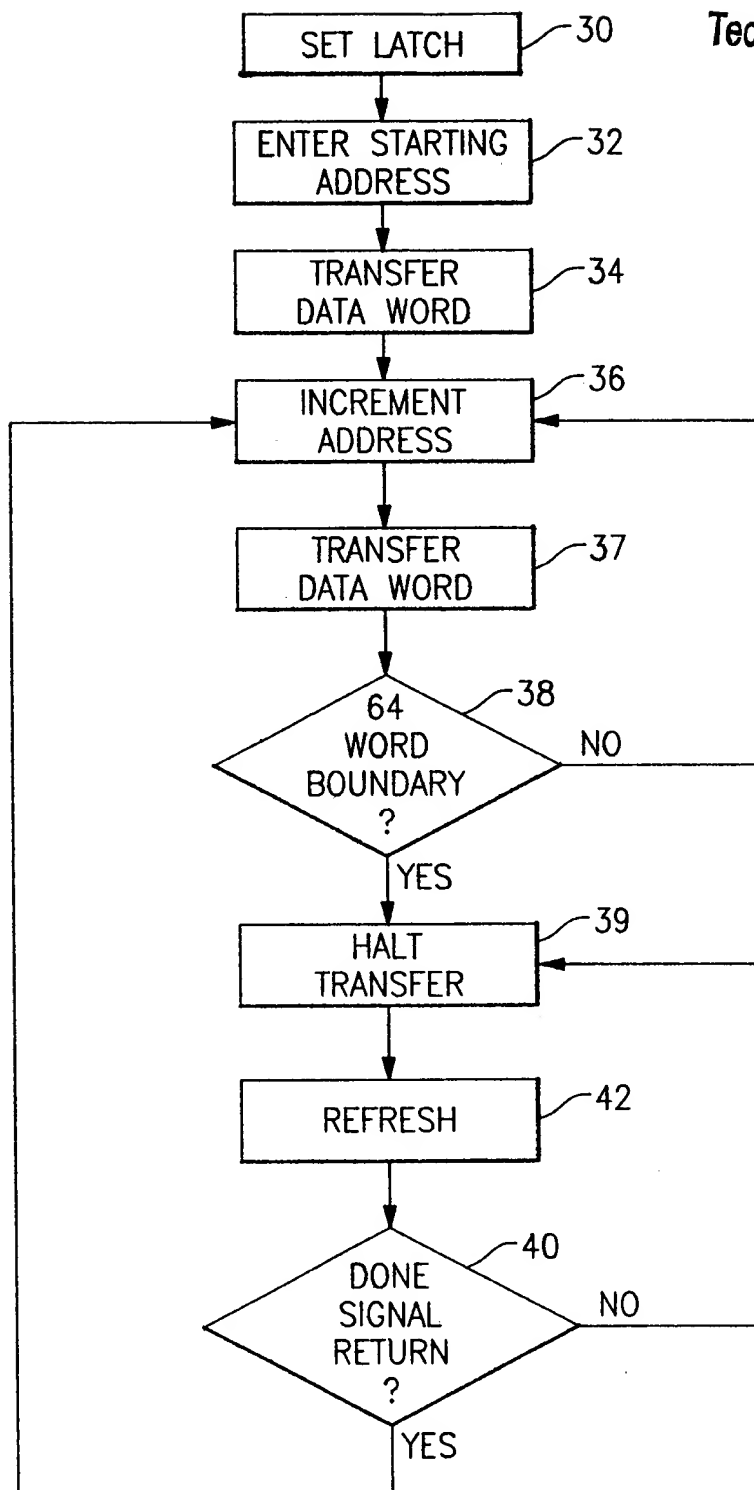 SET LATCH
30
ENTER STARTING
ADDRESS
32
TRANSFER
DATA WORD
34
INCREMENT
ADDRESS
36
TRANSFER
DATA WORD
37
64
WORD
BOUNDARY
?
38
NO
YES
HALT
TRANSFER
39
REFRESH
42
DONE
SIGNAL
RETURN
?
40
NO
YES